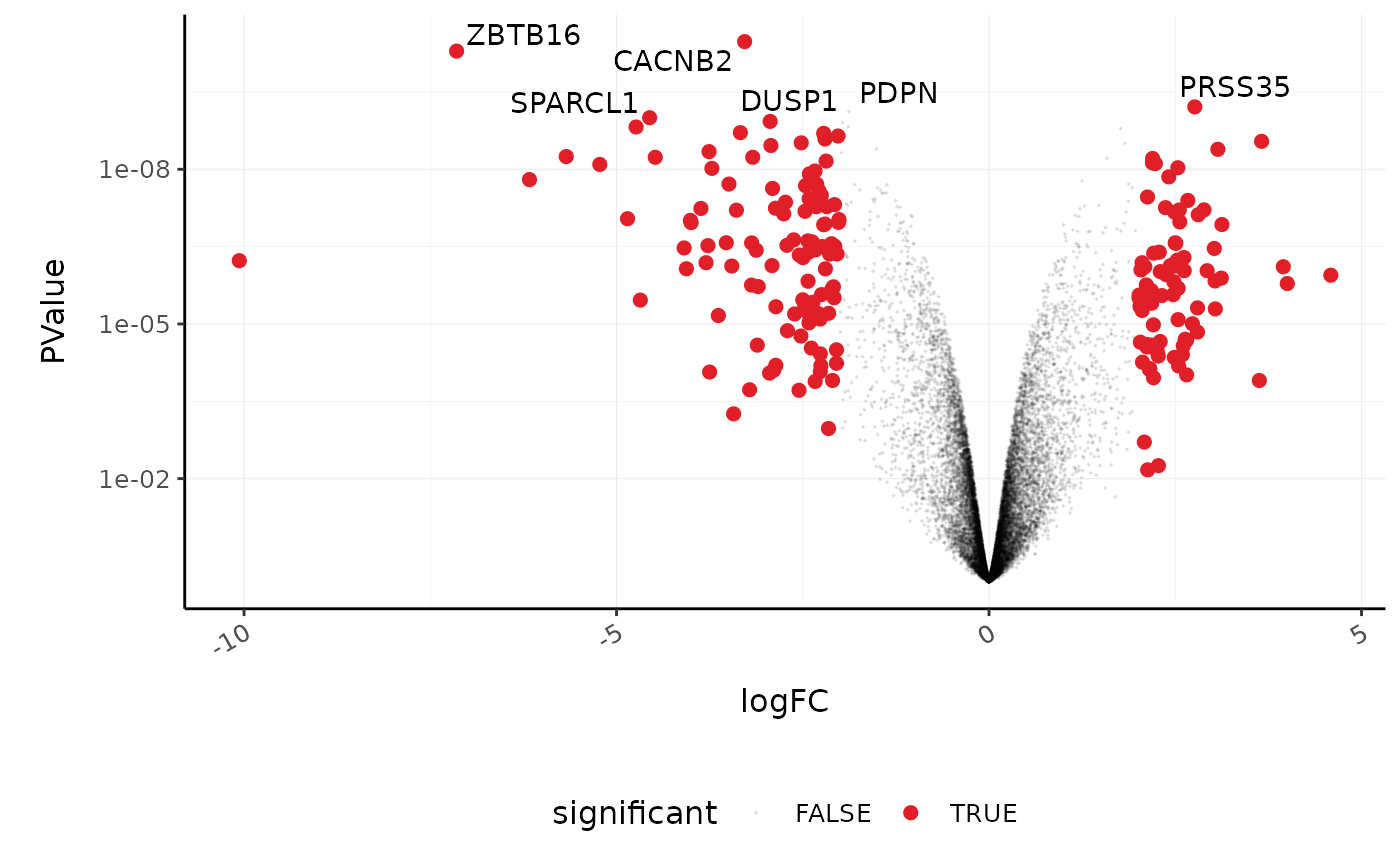 ZBTB16
CACNB2
SPARCL1
DUSP1
PDPN
PRSS35
1e-08
1e-05
1e-02
PValue
-10
-5
0
5
logFC
significant FALSE TRUE